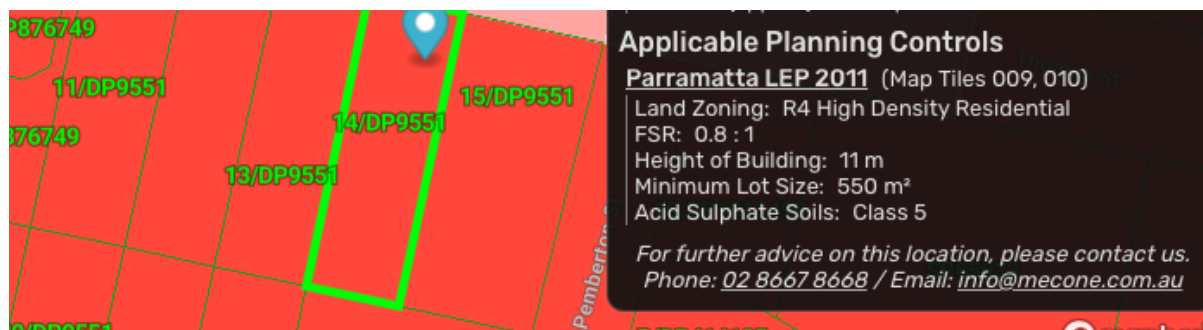 P876749
11/DP9551
876749
15/DP9551
14/DP9551
13/DP9551
Pemberton
Applicable Planning Controls
Parramatta LEP 2011 (Map Tiles 009, 010)
Land Zoning: R4 High Density Residential
FSR: 0.8 : 1
Height of Building: 11 m
Minimum Lot Size: 550 m²
Acid Sulphate Soils: Class 5
For further advice on this location, please contact us.
Phone: 02 8667 8668 / Email: info@mecone.com.au